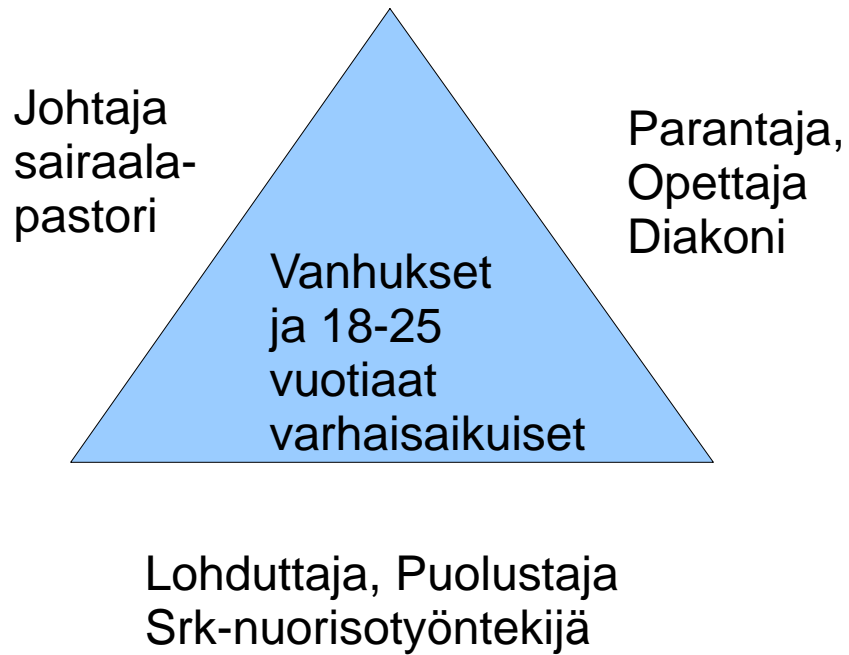 Johtaja
sairaala-
pastori
Parantaja,
Opettaja
Diakoni
Vanhukset
ja 18-25
vuotiaat
varhaisaikuiset
Lohduttaja, Puolustaja
Srk-nuorisotyöntekijä